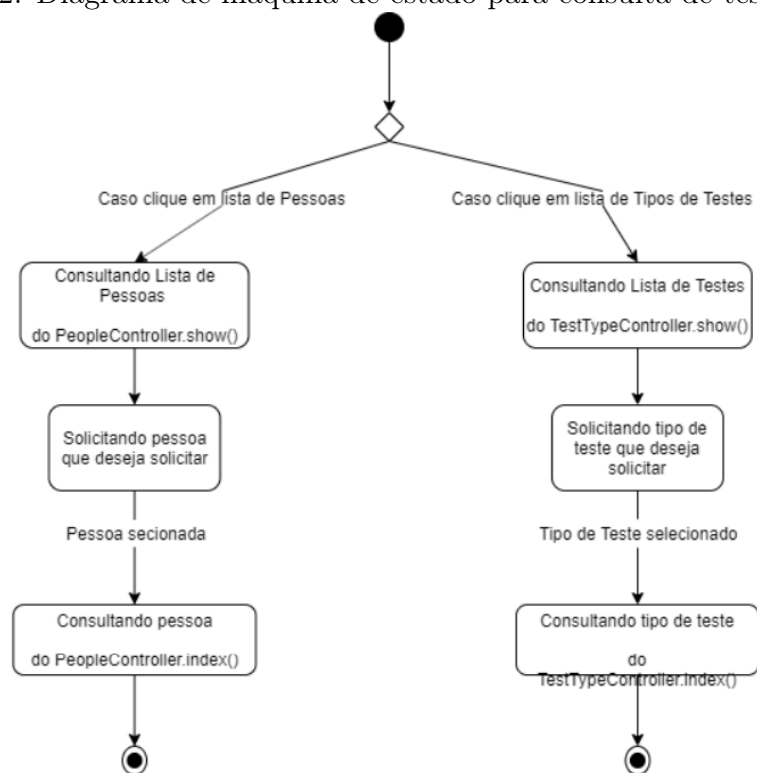 2. Diagrama de máquina de estado para consulta de tes
Caso clique em lista de Pessoas
Caso clique em lista de Tipos de Testes
Consultando Lista de
Pessoas
do PeopleController.show()
Consultando Lista de Testes
do TestTypeController.show()
Solicitando pessoa
que deseja solicitar
Solicitando tipo de
teste que deseja
solicitar
Pessoa secionada
Tipo de Teste selecionado
Consultando pessoa
do PeopleController.index()
Consultando tipo de teste
do
TestTypeController.index()